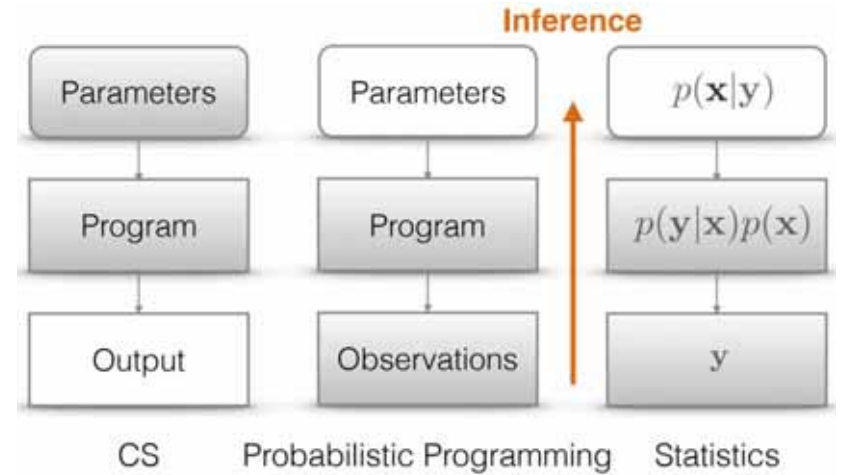 Inference
Parameters Parameters p(x|y)
Program Program p(y|x)p(x)
Output Observations y
CS Probabilistic Programming Statistics